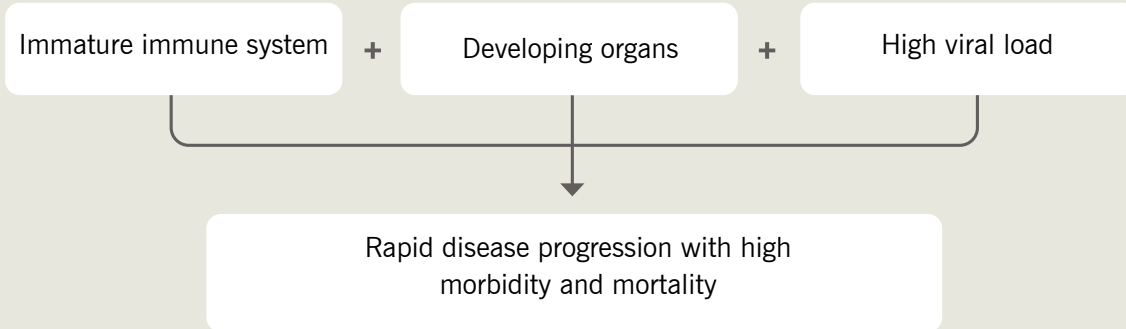 Immature immune system + Developing organs + High viral load
Rapid disease progression with high
morbidity and mortality